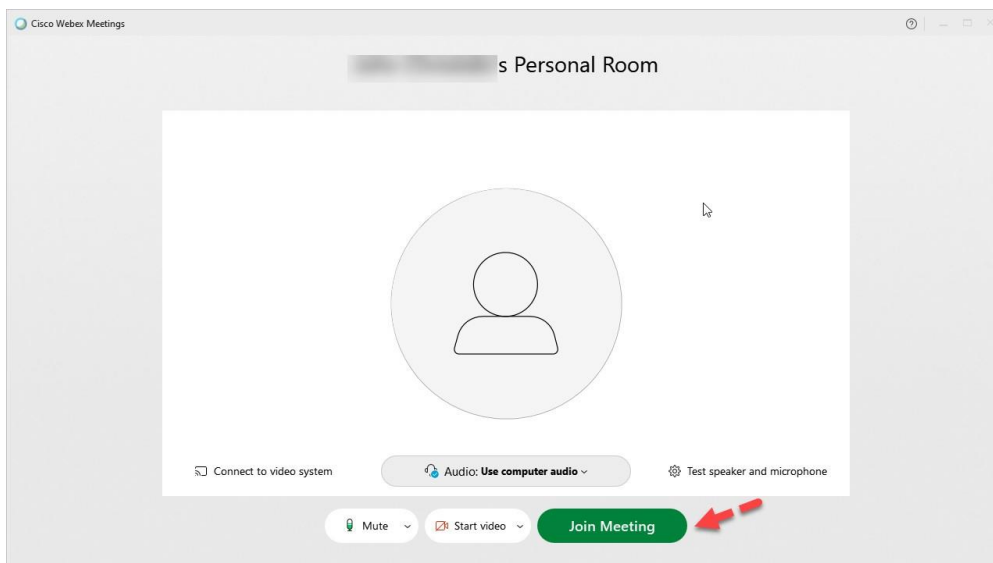 Cisco Webex Meetings
s Personal Room
Connect to video system
Audio: Use computer audio
Test speaker and microphone
Mute
Start video
Join Meeting